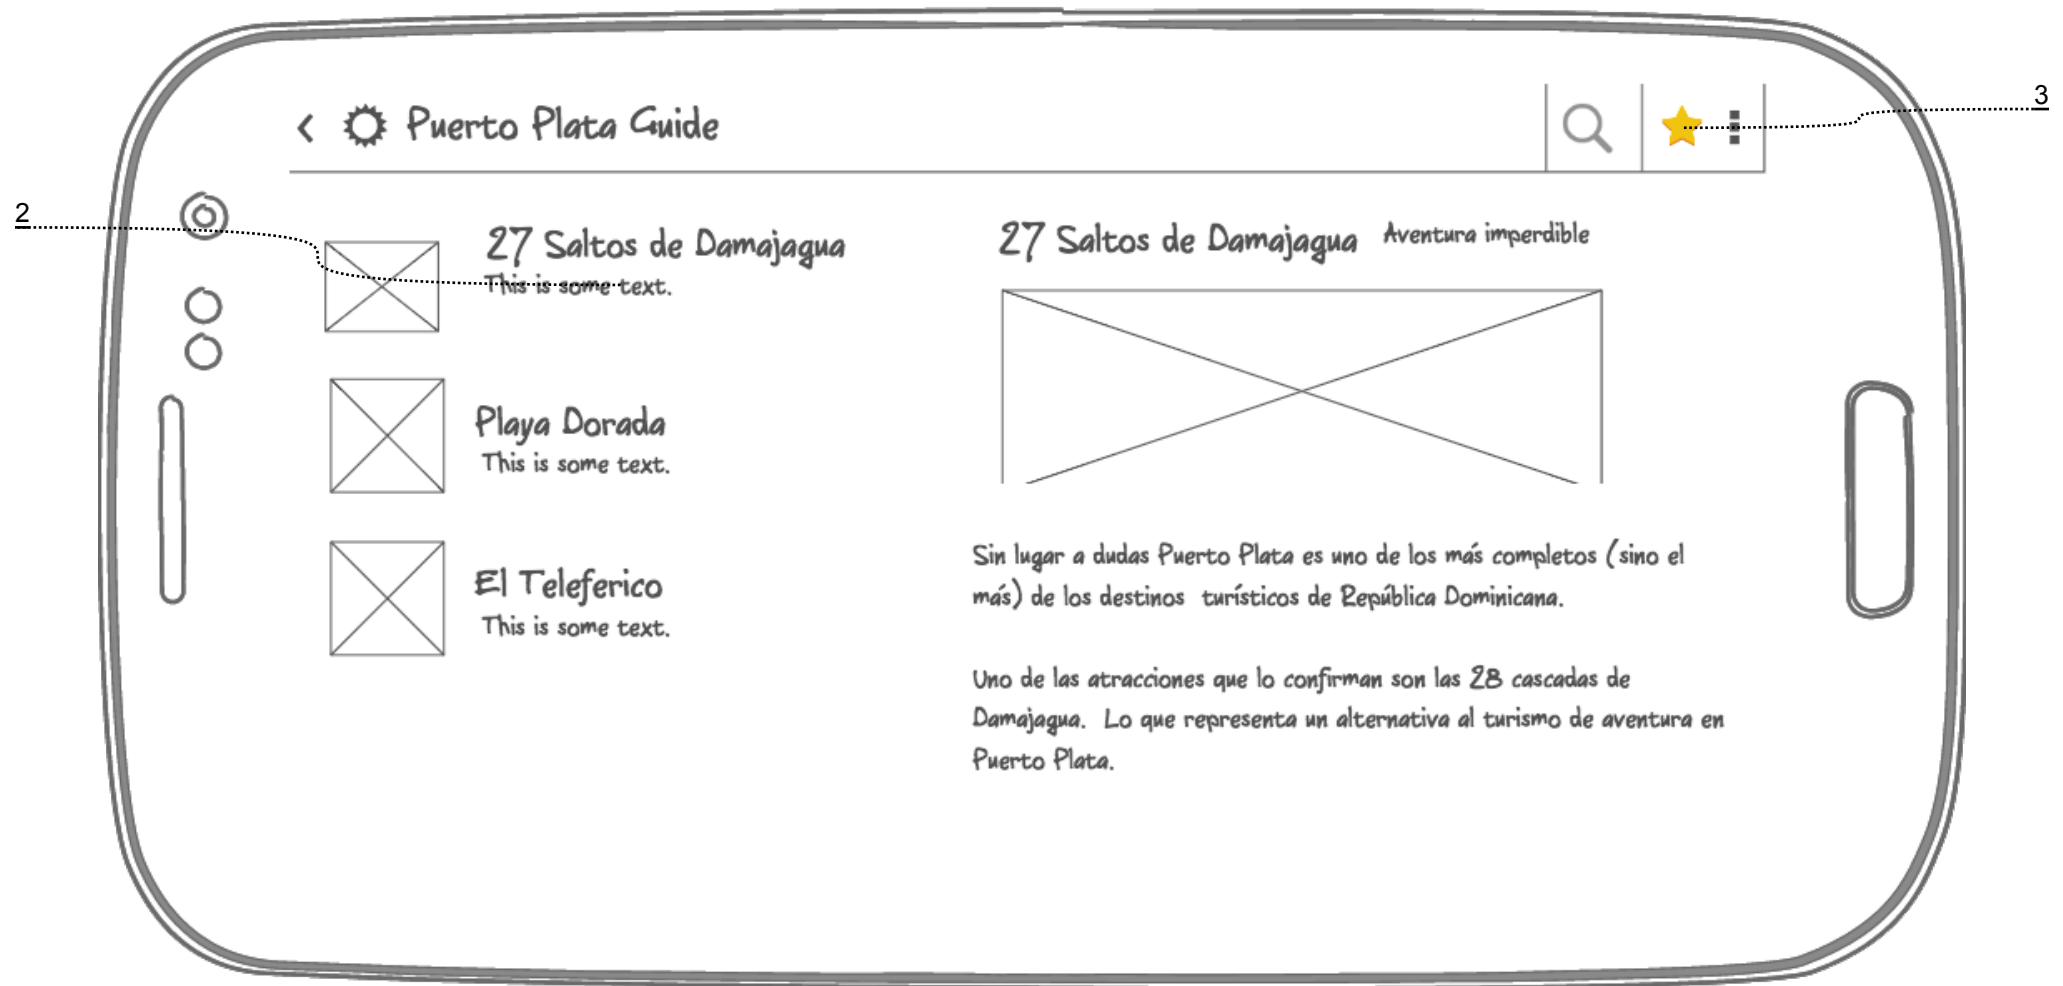 Puerto Plata Guide
3
2
27 Saltos de Damajagua
This is some text.
Playa Dorada
This is some text.
El Teleferico
This is some text.
27 Saltos de Damajagua Aventura imperdible
Sin lugar a dudas Puerto Plata es uno de los más completos (sino el
más) de los destinos turísticos de República Dominicana.
Uno de las atracciones que lo confirman son las 28 cascadas de
Damajagua. Lo que representa un alternativa al turismo de aventura en
Puerto Plata.